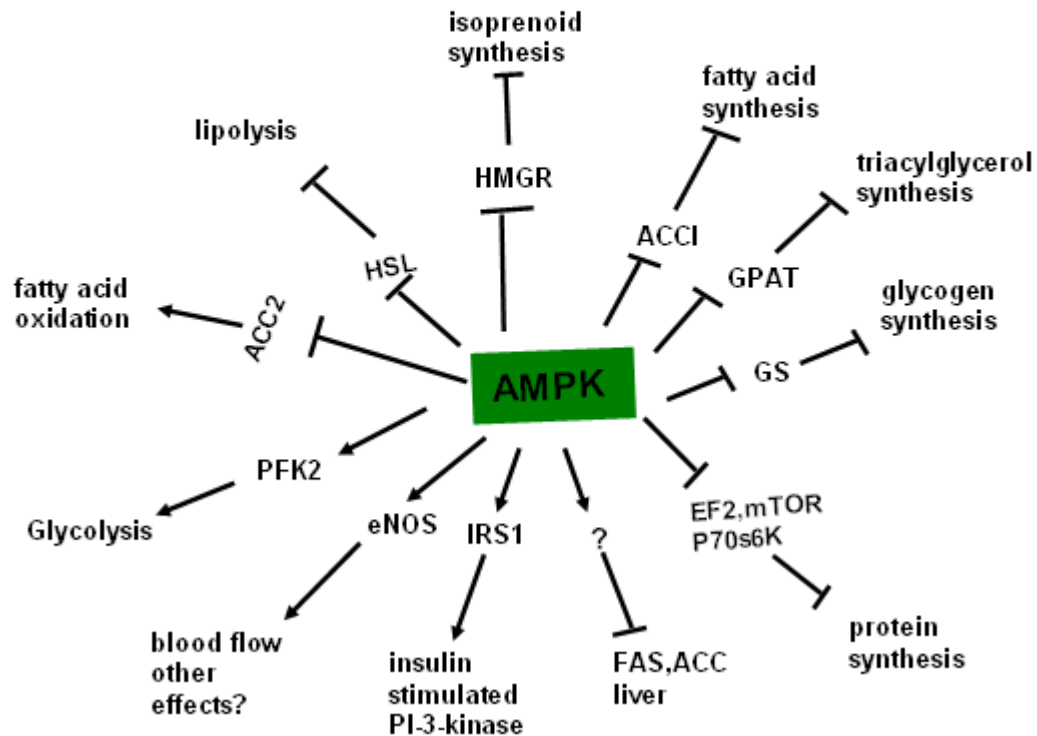 isoprenoid
synthesis
fatty acid
synthesis
lipolysis
HMGR
triacylglycerol
synthesis
ACCI
HSL
GPAT
fatty acid
oxidation
ACC2
glycogen
synthesis
AMPK
GS
PFK2
Glycolysis
eNOS
IRS1
?
EF2,mTOR
P70s6K
blood flow
other
effects?
insulin
stimulated
PI-3-kinase
FAS,ACC
liver
protein
synthesis